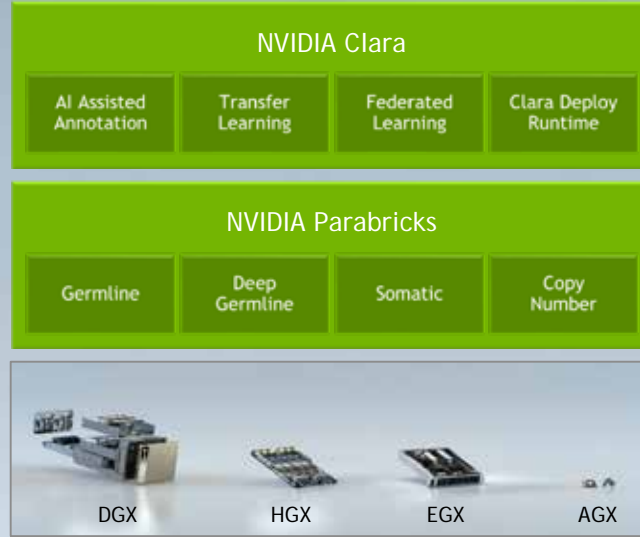 NVIDIA Clara
AI Assisted
Annotation
Transfer
Learning
Federated
Learning
Clara Deploy
Runtime
NVIDIA Parabricks
Germline
Deep
Germline
Somatic
Copy
Number
DGX
HGX
EGX
AGX